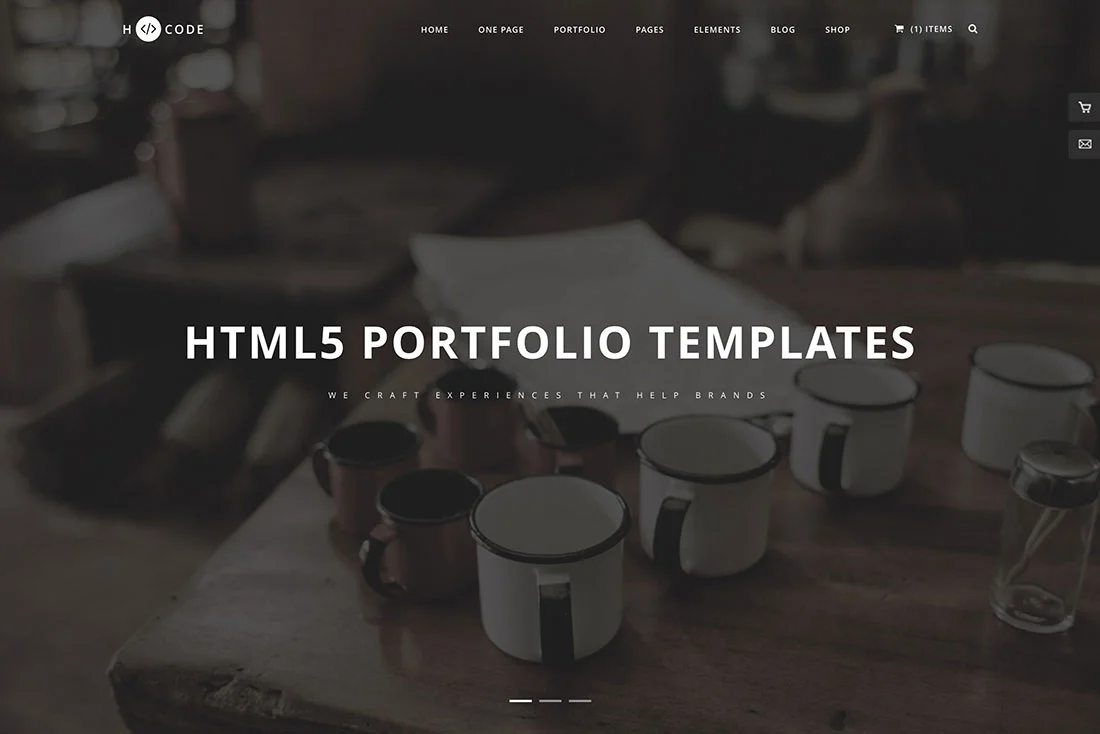 H </> CODE
HOME ONE PAGE PORTFOLIO PAGES ELEMENTS BLOG SHOP (1) ITEMS
HTML5 PORTFOLIO TEMPLATES
WE CRAFT EXPERIENCES THAT HELP BRANDS